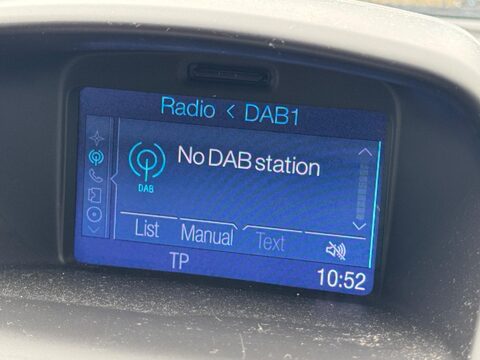 Radio < DAB1
No DAB station
DAB
List Manual Text
TP
10:52